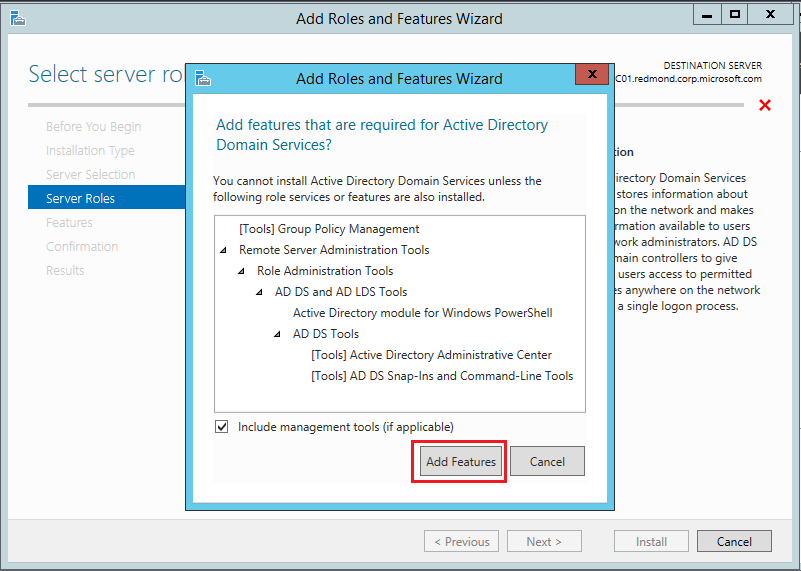 Add Roles and Features Wizard
Select server ro
DESTINATION SERVER
C01.redmond.corp.microsoft.com
Before You Begin
Installation Type
Server Selection
Server Roles
Features
Confirmation
Results
Add Roles and Features Wizard
Add features that are required for Active Directory
Domain Services?
You cannot install Active Directory Domain Services unless the
following role services or features are also installed.
[Tools] Group Policy Management
Remote Server Administration Tools
Role Administration Tools
AD DS and AD LDS Tools
Active Directory module for Windows PowerShell
AD DS Tools
[Tools] Active Directory Administrative Center
[Tools] AD DS Snap-Ins and Command-Line Tools
Include management tools (if applicable)
Add Features
Cancel
tion
irectory Domain Services
stores information about
on the network and makes
rmation available to users
work administrators. AD DS
main controllers to give
users access to permitted
es anywhere on the network
a single logon process.
< Previous
Next >
Install
Cancel